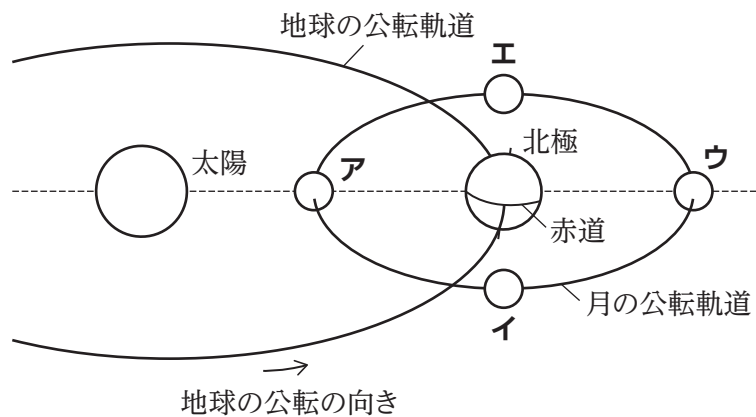 地球の公転軌道
エ
北極
太陽
ア
ウ
赤道
月の公転軌道
イ
地球の公転の向き